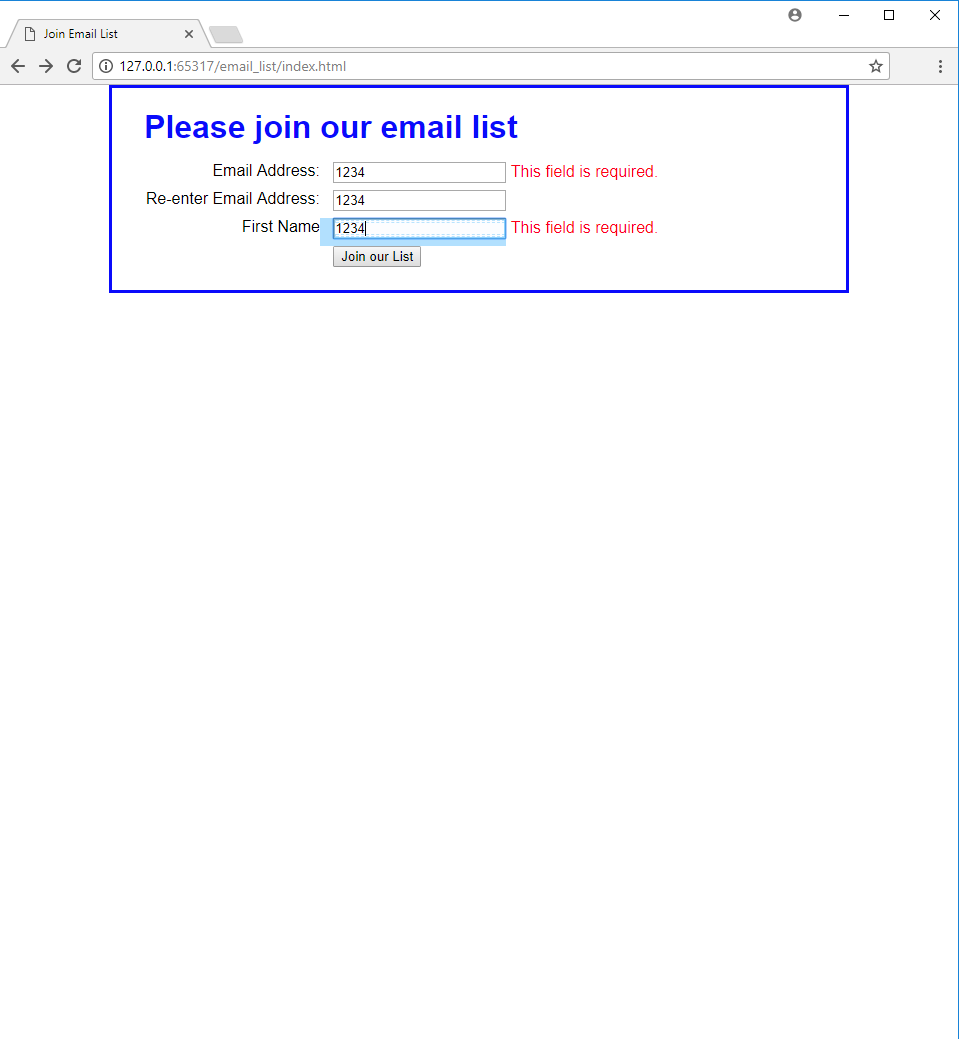 Join Email List
127.0.0.1:65317/email_list/index.html
Please join our email list
Email Address: 1234 This field is required.
Re-enter Email Address: 1234
First Name 1234 This field is required.
Join our List